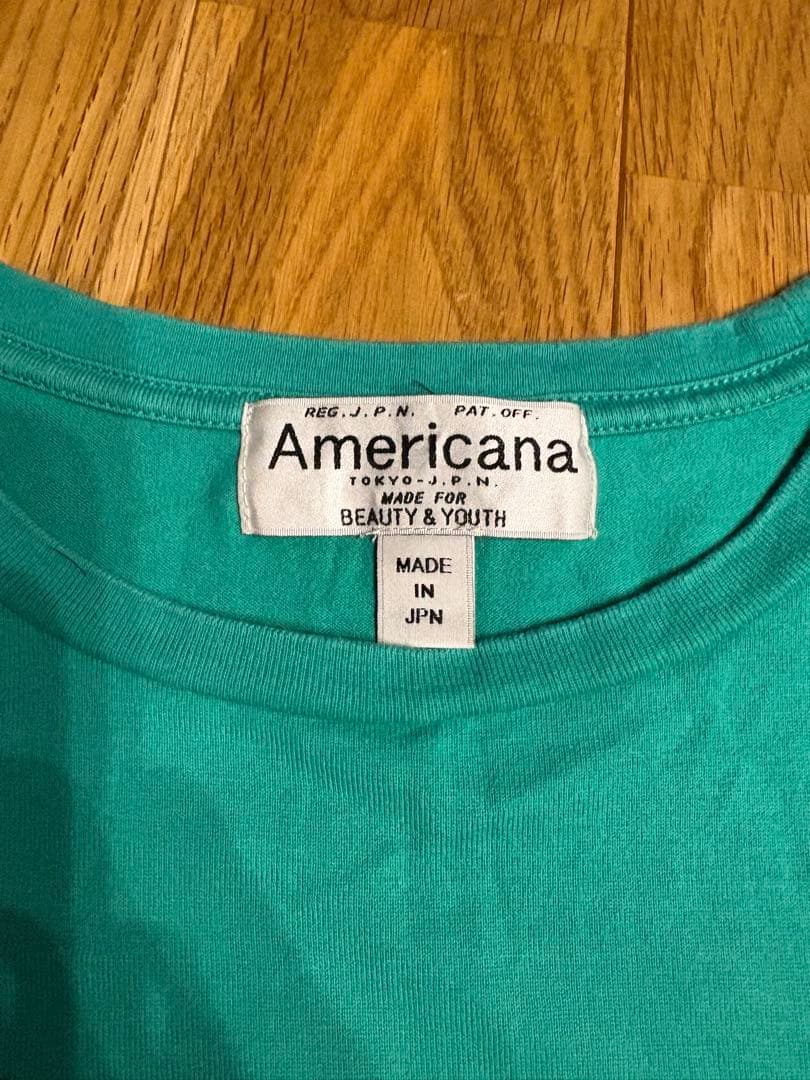 REG.J.P.N. PAT.OFF.
Americana
TOKYO-J.P.N.
MADE FOR
BEAUTY & YOUTH
MADE
IN
JPN